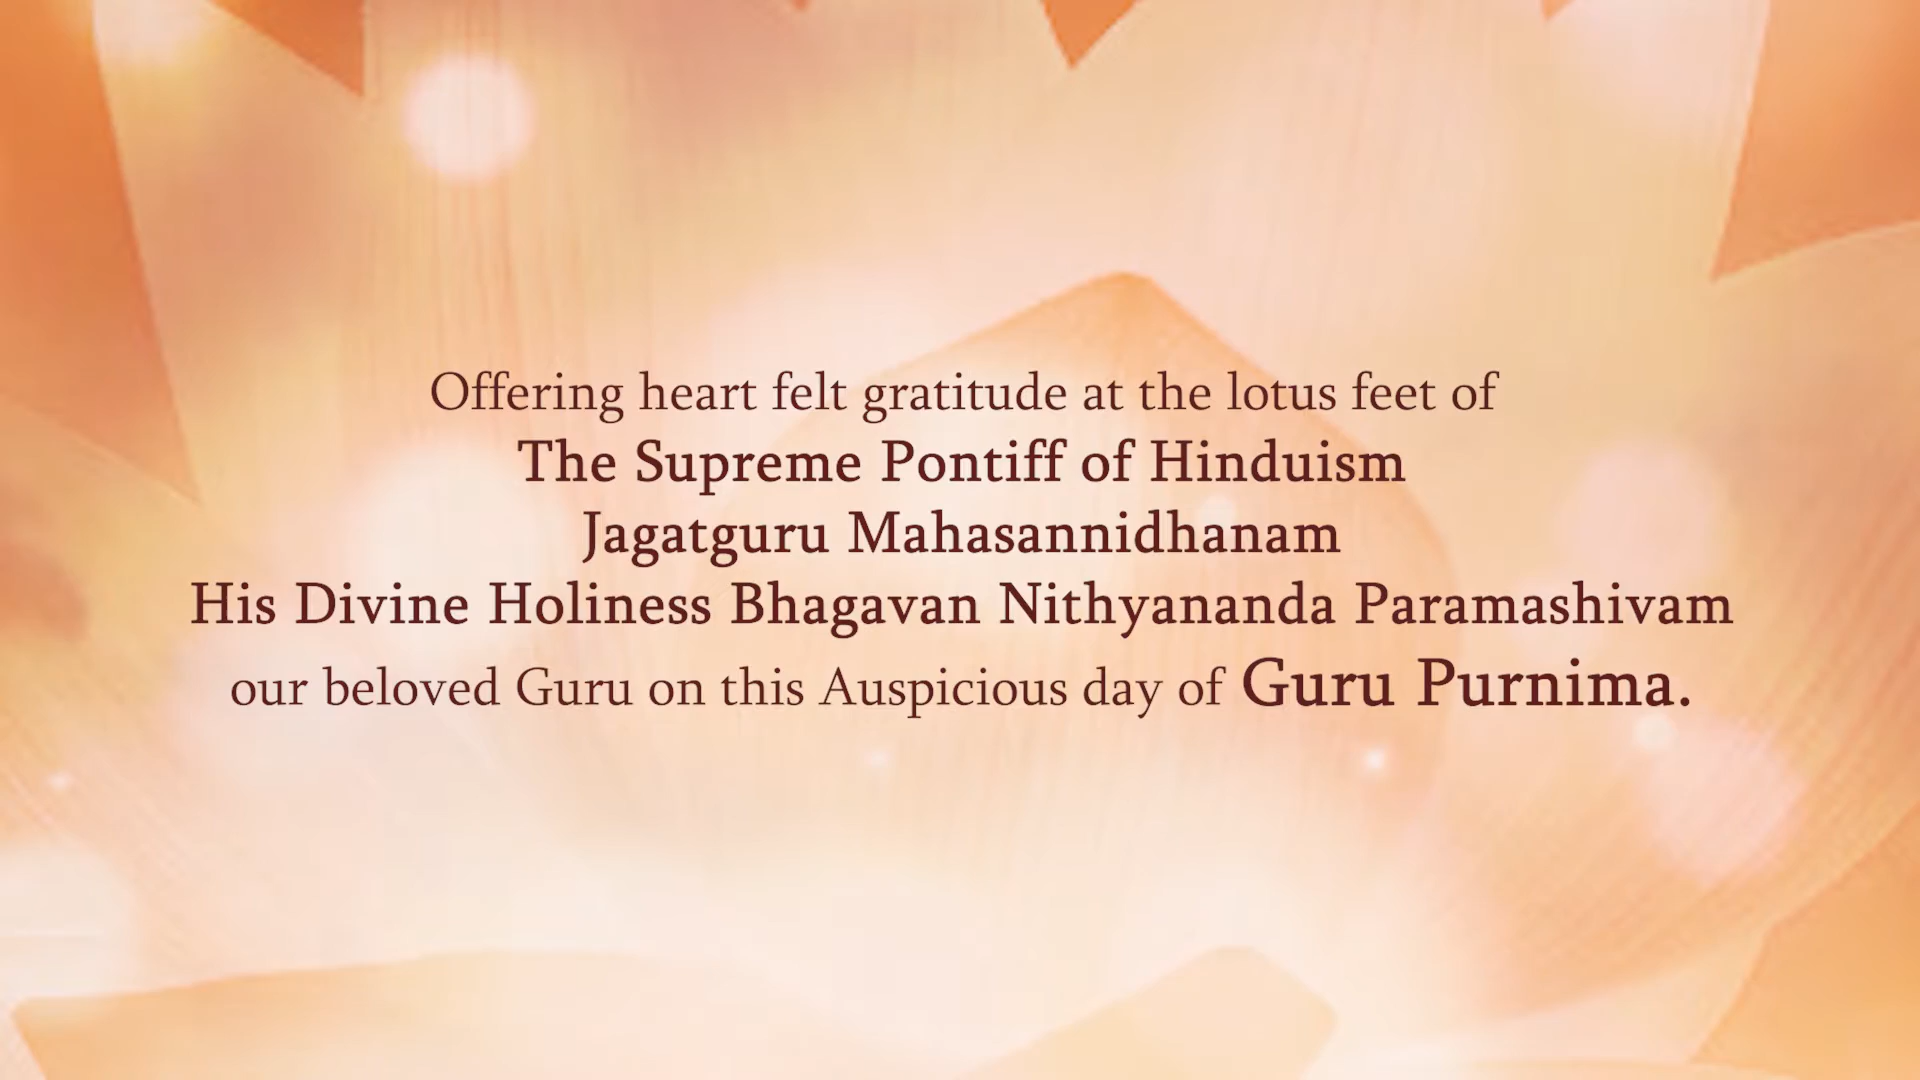 Offering heart felt gratitude at the lotus feet of
The Supreme Pontiff of Hinduism
Jagatguru Mahasannidhanam
His Divine Holiness Bhagavan Nithyananda Paramashivam
our beloved Guru on this Auspicious day of Guru Purnima.